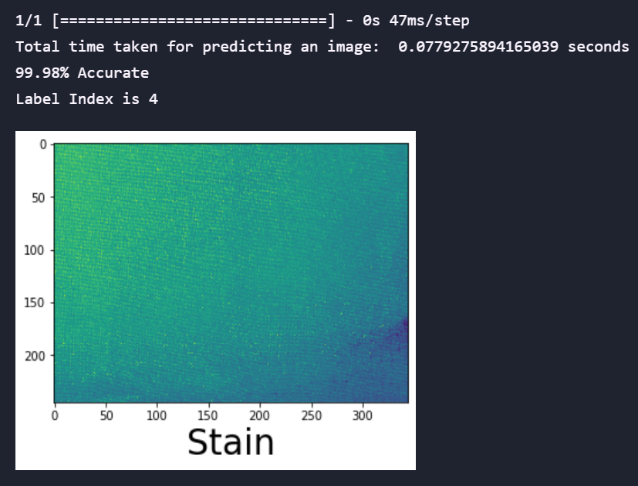 1/1 [==============================] - 0s 47ms/step
Total time taken for predicting an image:  0.0779275894165039 seconds
99.98% Accurate
Label Index is 4
0
50
100
150
200
0 50 100 150 200 250 300
Stain